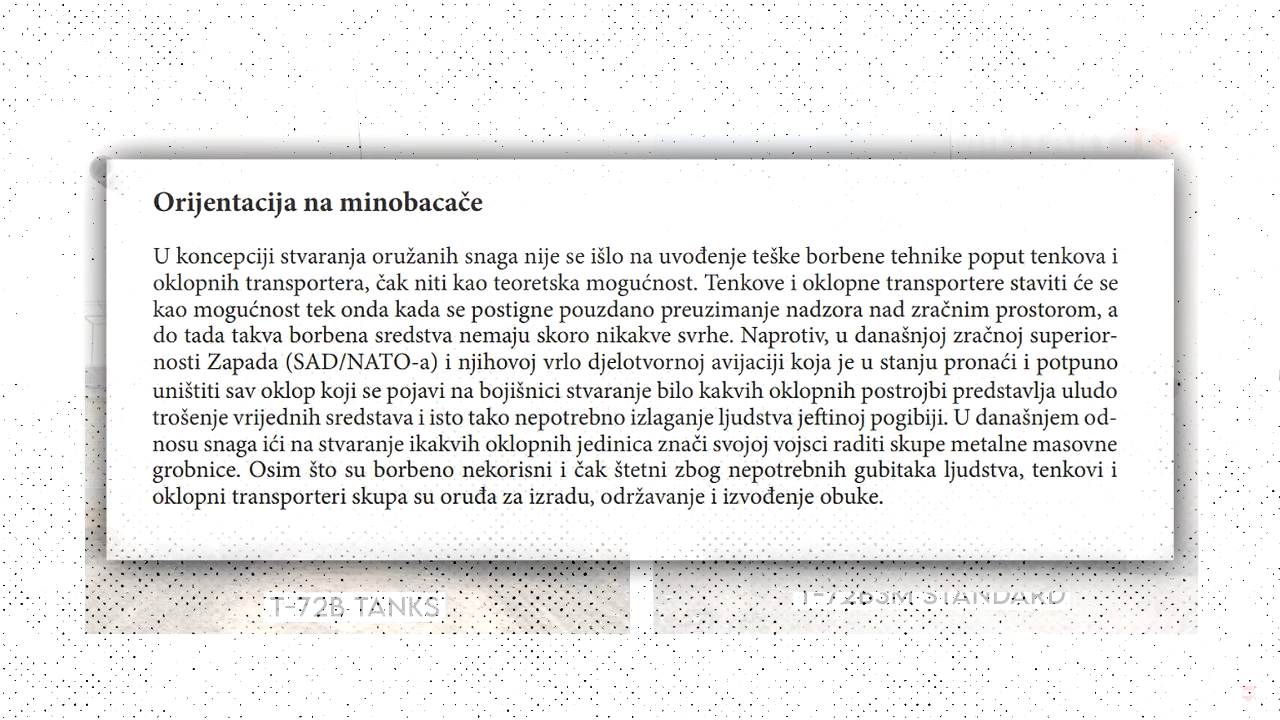 Orijentacija na minobacače
U koncepciji stvaranja oružanih snaga nije se išlo na uvođenje teške borbene tehnike poput tenkova i
oklopnih transportera, čak niti kao teoretska mogućnost. Tenkove i oklopne transportere staviti će se
kao mogućnost tek onda kada se postigne pouzdano preuzimanje nadzora nad zračnim prostorom, a
do tada takva borbena sredstva nemaju skoro nikakve svrhe. Naprotiv, u današnjoj zračnoj superior-
nosti Zapada (SAD/NATO-a) i njihovoj vrlo djelotvornoj avijaciji koja je u stanju pronaći i potpuno
uništiti sav oklop koji se pojavi na bojišnici stvaranje bilo kakvih oklopnih postrojbi predstavlja uludo
trošenje vrijednih sredstava i isto tako nepotrebno izlaganje ljudstva jeftinoj pogibiji. U današnjem od-
nosu snaga ići na stvaranje ikakvih oklopnih jedinica znači svojoj vojsci raditi skupe metalne masovne
grobnice. Osim što su borbeno nekorisni i čak štetni zbog nepotrebnih gubitaka ljudstva, tenkovi i
oklopni transporteri skupa su oruđa za izradu, održavanje i izvođenje obuke.
T-72B TANKS
STANDARD